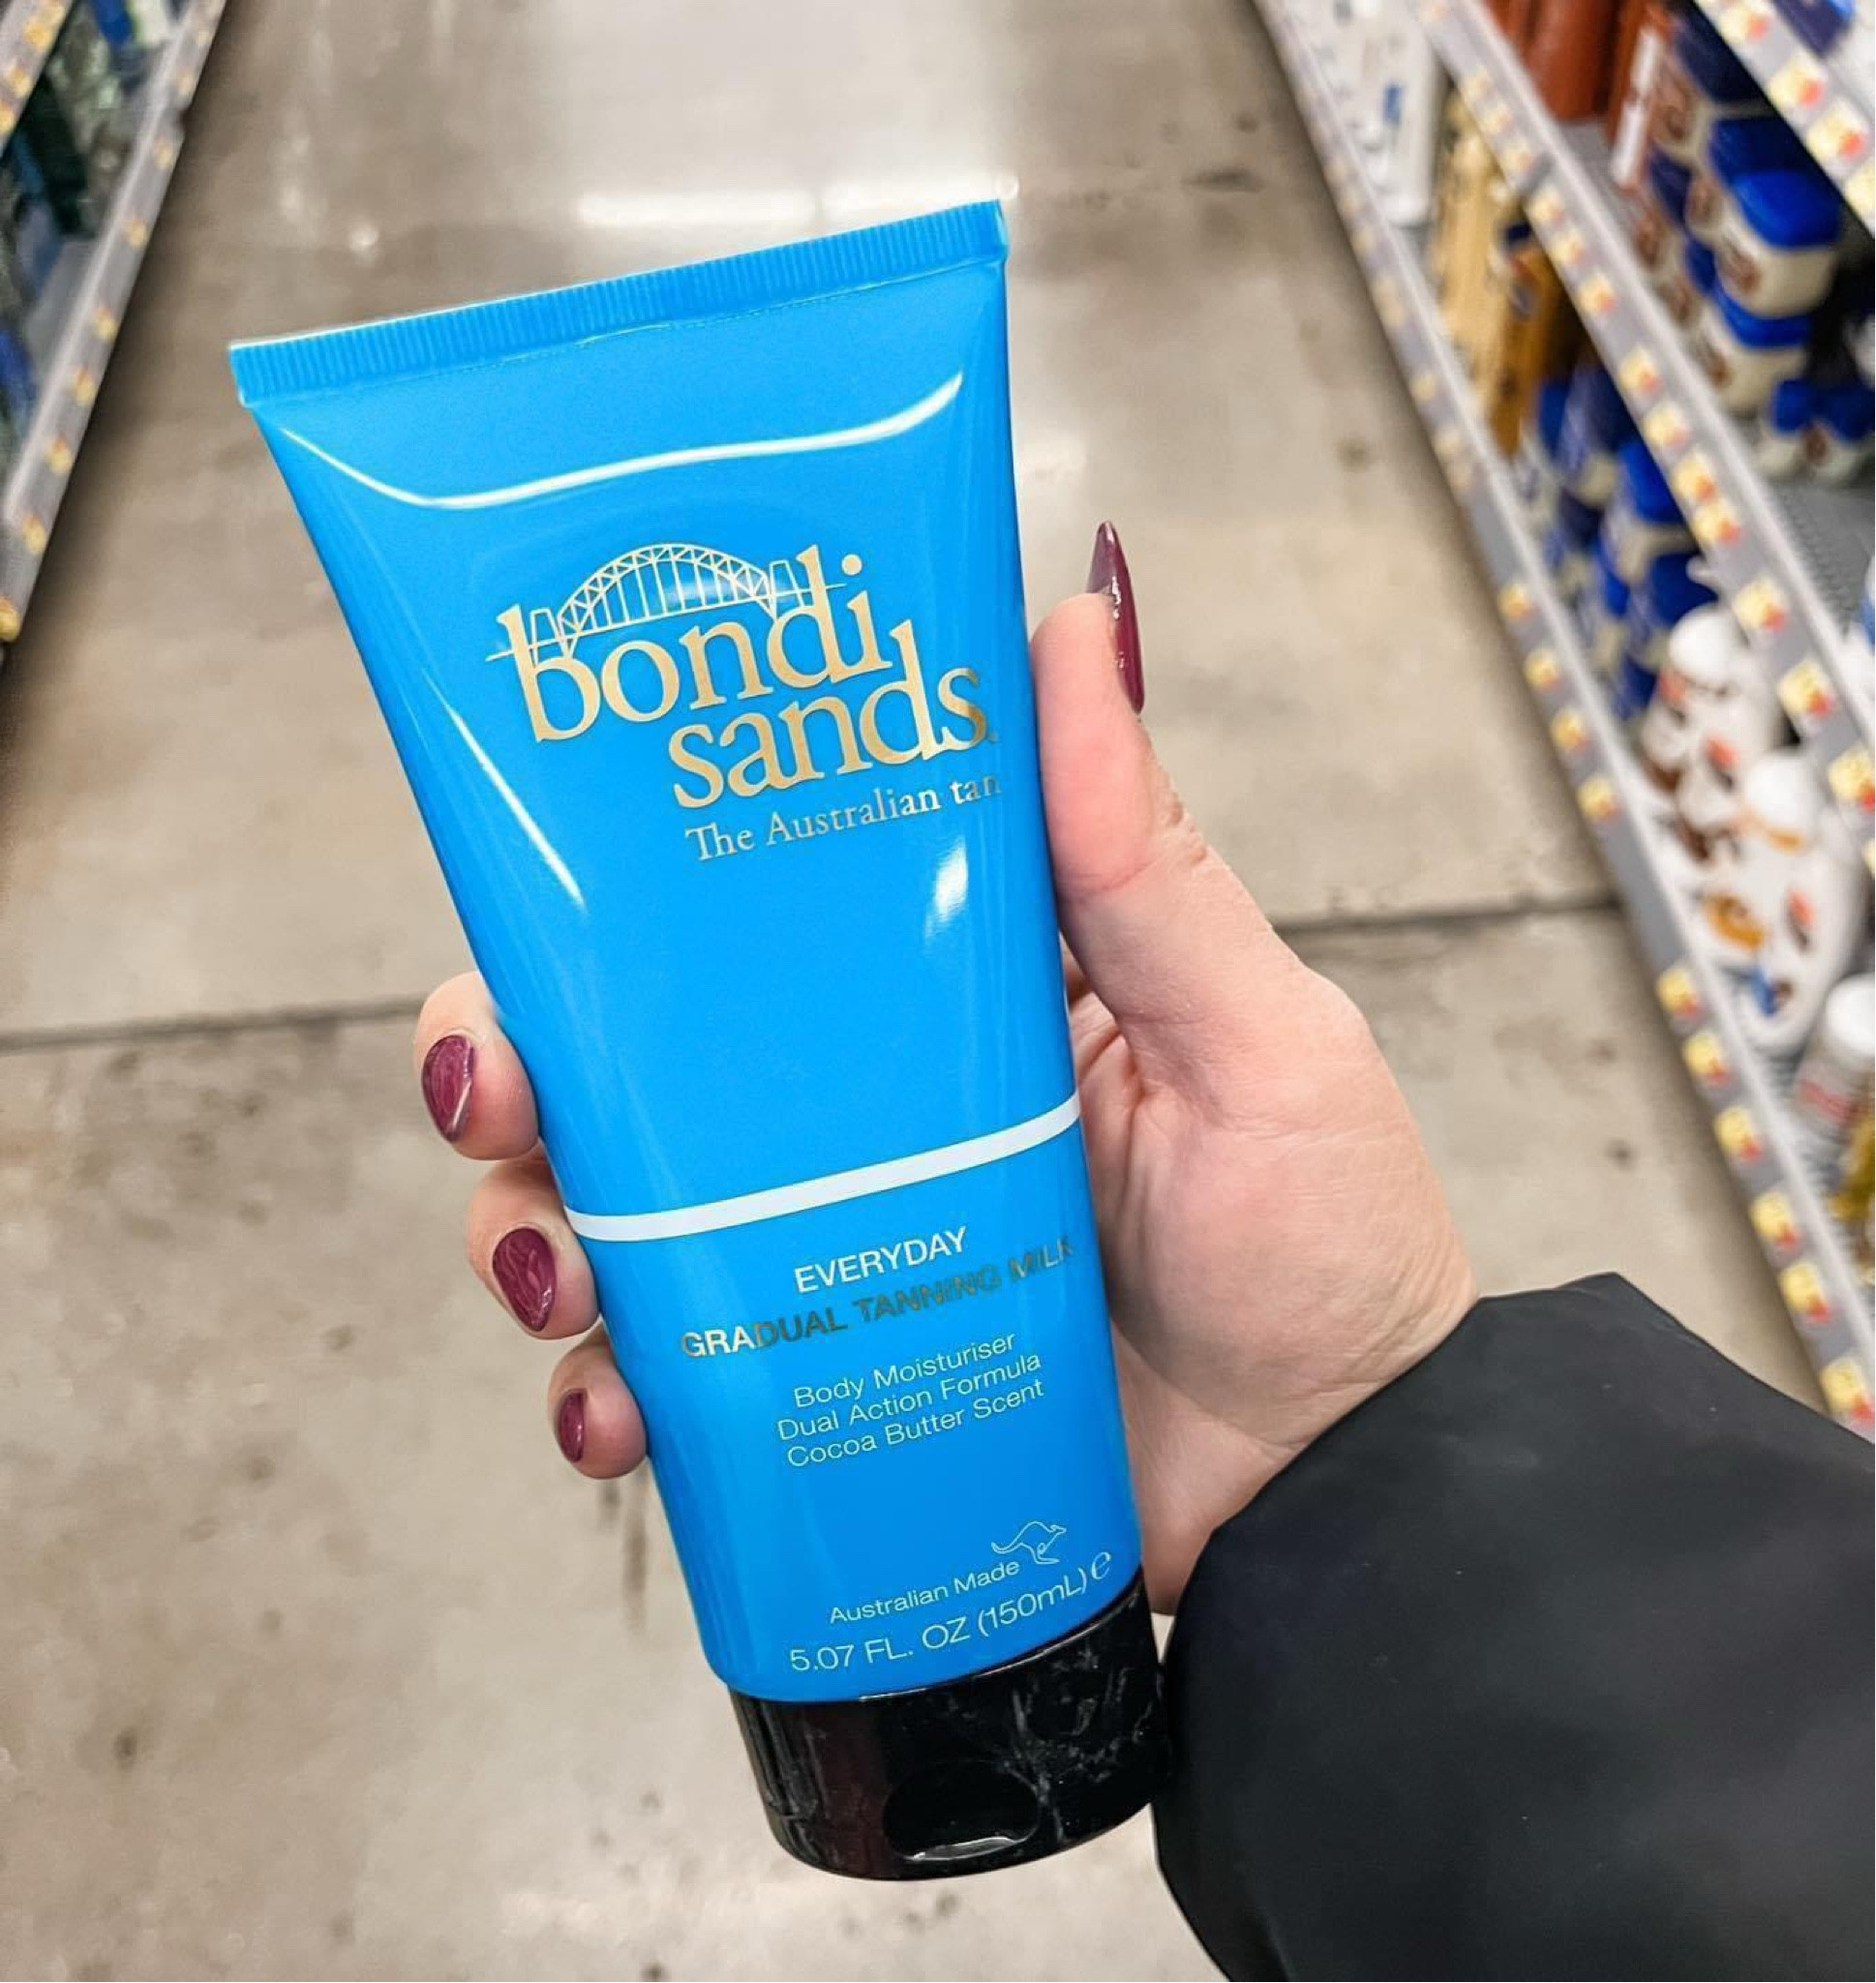 bondi
sands.
The Australian tan
EVERYDAY
GRADUAL TANNING MILK
Body Moisturiser
Dual Action Formula
Cocoa Butter Scent
Australian Made
5.07 FL. OZ (150mL) ℮